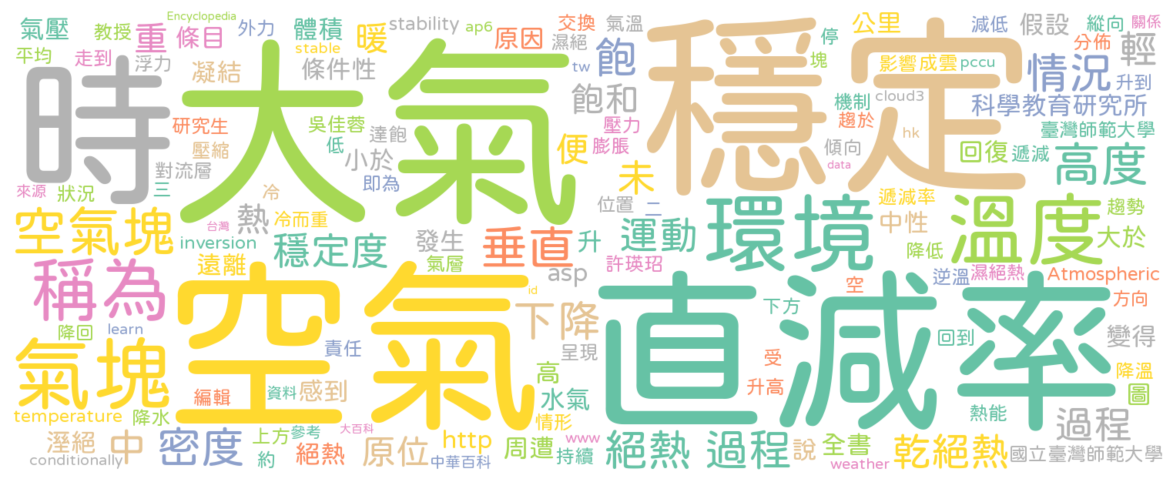 氣壓 教授 Encyclopedia 重 條目 外力 體積 暖 stability ap6 原因 交換 濕絕 氣溫 停 公里 減低 假設 縱向 關係
平均 走到 浮力 凝結 stable 條件性 tw 飽 塊 影響成雲 pccu 情況 分佈 輕 升到
時 大氣 穩定
研究生 壓縮 吳佳蓉 低 達飽 小於 即為 飽和 壓力 膨脹 便 機制 趨於 cloud3 hk 科學教育研究所 臺灣師範大學
來源 狀況 三 對流層 冷 未 傾向 data 回復 遞減 高度
空氣塊 台灣 熱 冷而重 inversion 穩定度 發生 氣層 垂直 升 位置 二 運動 環境 遞減率 中性 降低 溫度 趨勢 大於
稱為 遠離 asp 許瑛玿 空 逆溫 濕絕熱 Atmospheric 方向
空氣 id 下降 直減率
降回 learn 責任 呈現 下方 受 回到 變得
氣塊 編輯 資料 感到 高 水氣 升高 降溫 圖
temperature 降水 大百科 情形 熱能 過程
溼絕 中 密度 上方 參考 約 絕熱 原位 http www 周遭 持續 絕熱 過程 說 全書 乾絕熱 國立臺灣師範大學
conditionally 中華百科 weather